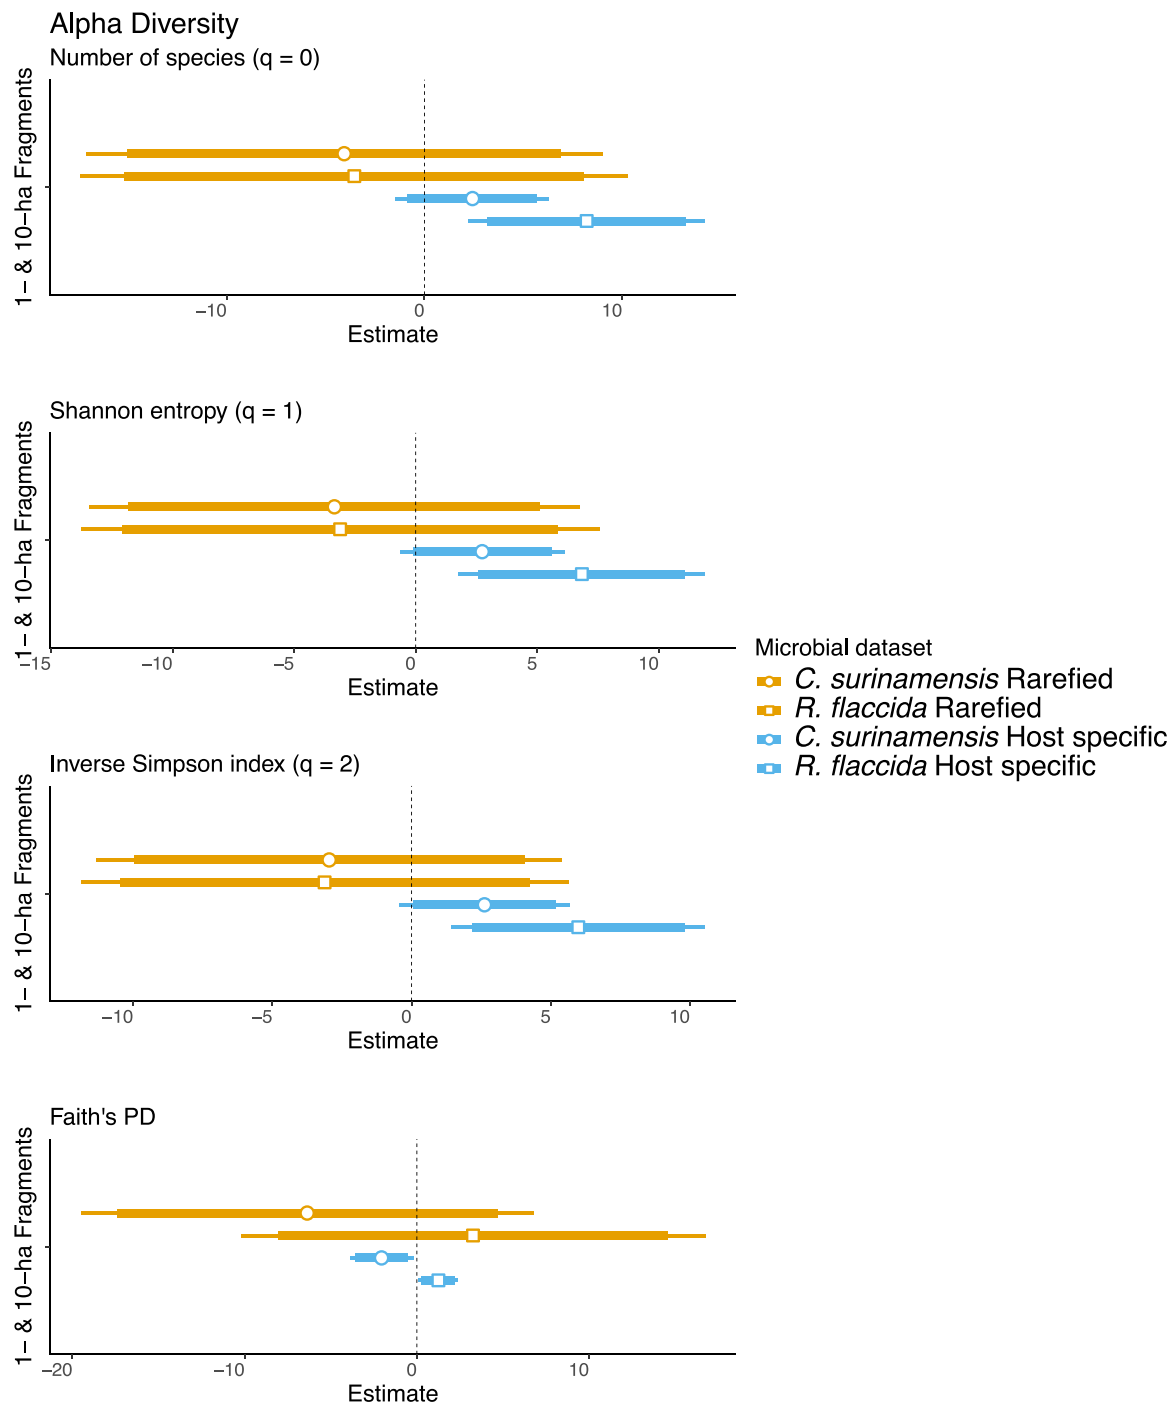 Alpha Diversity
Number of species (q = 0)
1− & 10−ha Fragments
−10 0 10
Estimate
Shannon entropy (q = 1)
1− & 10−ha Fragments
−15 −10 −5 0 5 10
Estimate
Microbial dataset
C. surinamensis Rarefied
R. flaccida Rarefied
C. surinamensis Host specific
R. flaccida Host specific
Inverse Simpson index (q = 2)
1− & 10−ha Fragments
−10 −5 0 5 10
Estimate
Faith's PD
1− & 10−ha Fragments
−20 −10 0 10
Estimate